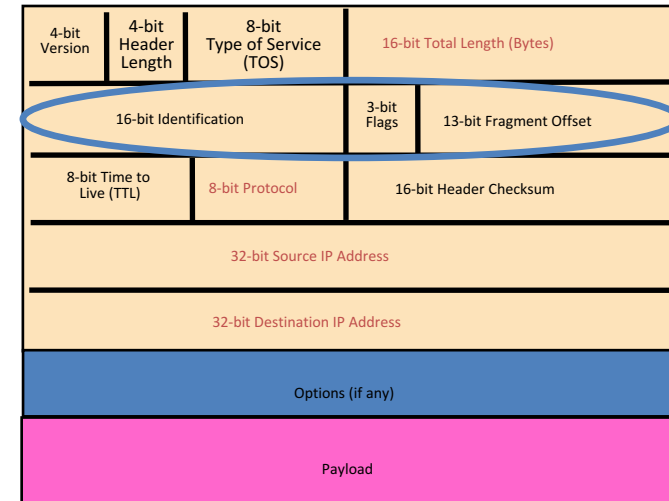 4-bit
Version
4-bit
Header
Length
8-bit
Type of Service
(TOS)
16-bit Total Length (Bytes)
16-bit Identification
3-bit
Flags
13-bit Fragment Offset
8-bit Time to
Live (TTL)
8-bit Protocol
16-bit Header Checksum
32-bit Source IP Address
32-bit Destination IP Address
Options (if any)
Payload